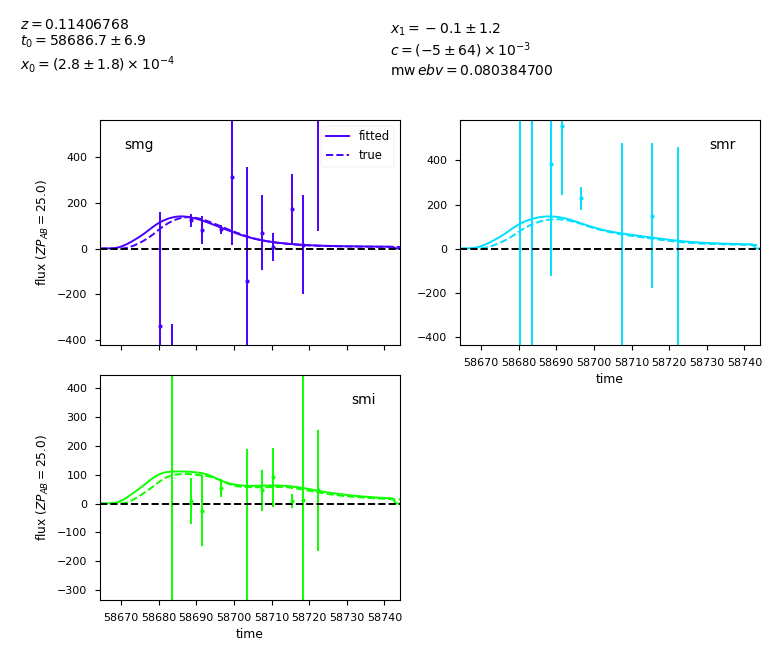 z = 0.11406768
t₀ = 58686.7 ± 6.9
x₀ = (2.8 ± 1.8) × 10⁻⁴
x₁ = −0.1 ± 1.2
c = (−5 ± 64) × 10⁻³
mw ebv = 0.080384700
smg
fitted
true
400
200
0
−200
−400
flux (ZP_AB = 25.0)
smr
400
200
0
−200
−400
58670 58680 58690 58700 58710 58720 58730 58740
time
smi
400
300
200
100
0
−100
−200
−300
flux (ZP_AB = 25.0)
58670 58680 58690 58700 58710 58720 58730 58740
time